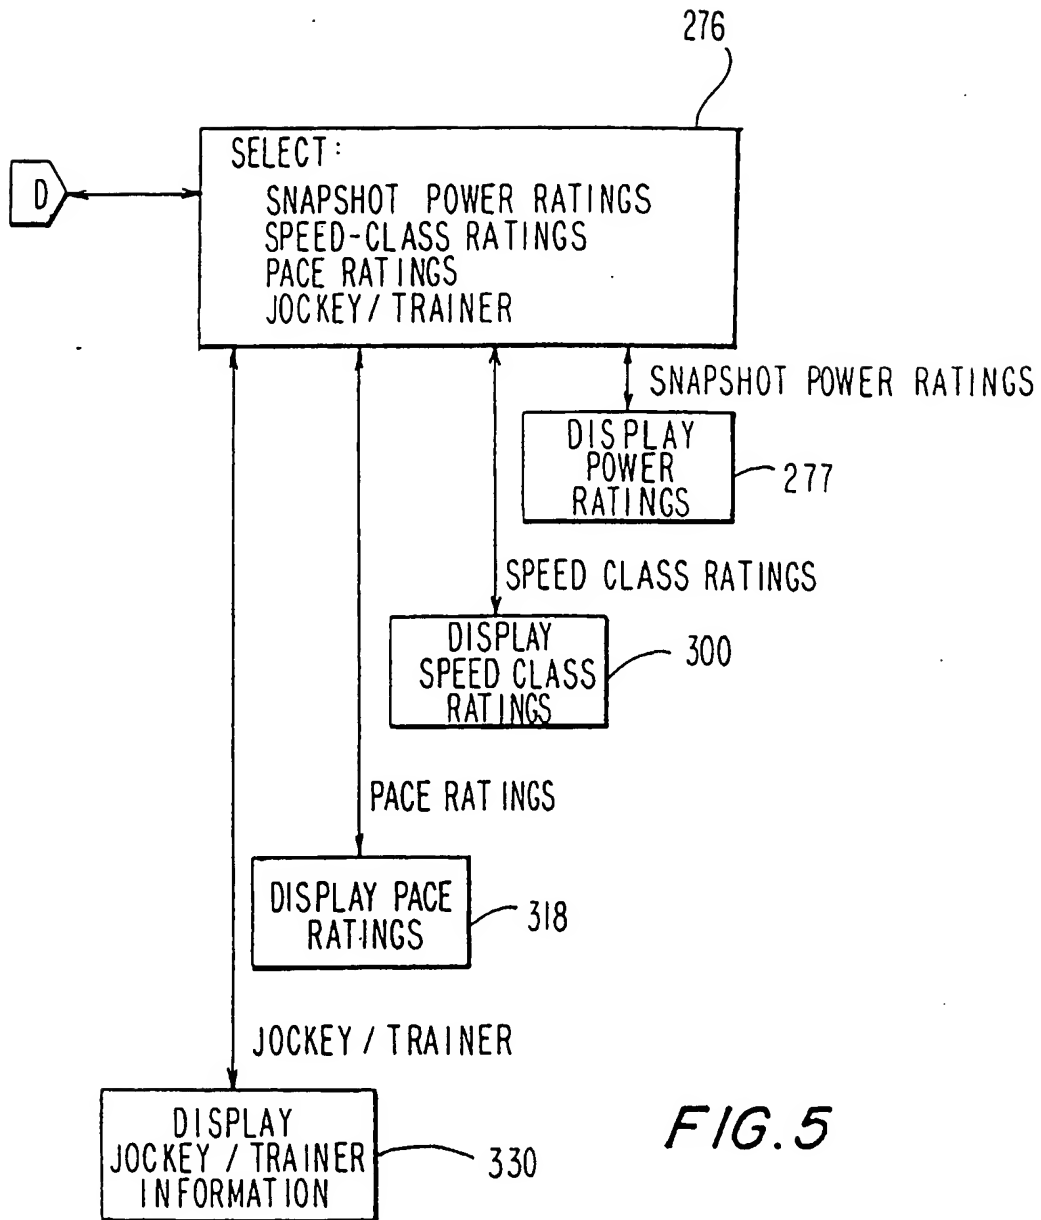 276
SELECT:
D
SNAPSHOT POWER RATINGS
SPEED-CLASS RATINGS
PACE RATINGS
JOCKEY/TRAINER
SNAPSHOT POWER RATINGS
DISPLAY
POWER
RATINGS
277
SPEED CLASS RATINGS
DISPLAY
SPEED CLASS
RATINGS
300
PACE RATINGS
DISPLAY PACE
RATINGS
318
JOCKEY/TRAINER
DISPLAY
JOCKEY/TRAINER
INFORMATION
330
FIG.5